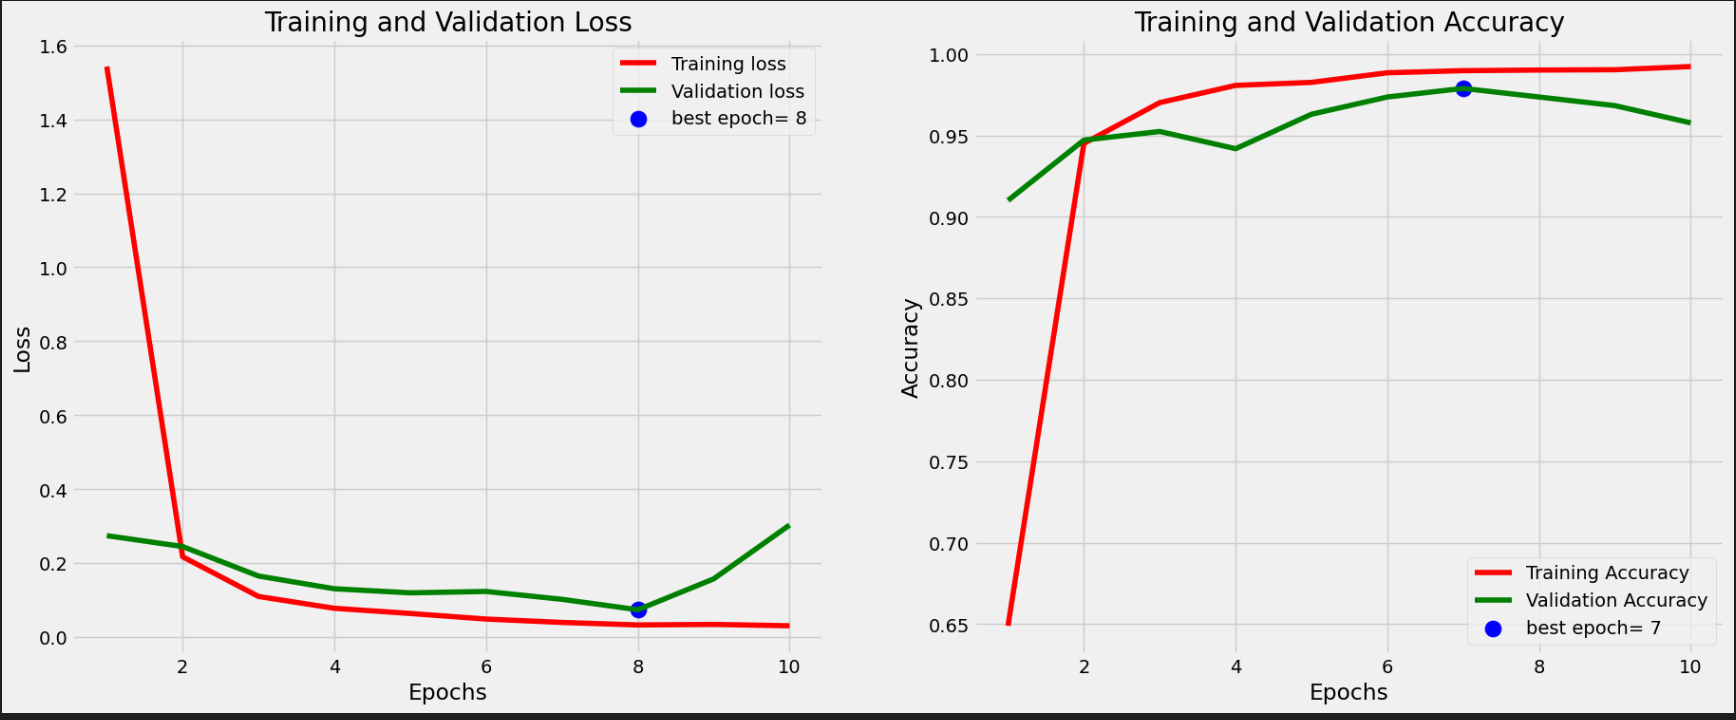 Training and Validation Loss
1.6
1.4
1.2
1.0
0.8
0.6
0.4
0.2
0.0
Loss
2 4 6 8 10
Epochs
Training loss
Validation loss
best epoch= 8
Training and Validation Accuracy
1.00
0.95
0.90
0.85
0.80
0.75
0.70
0.65
Accuracy
2 4 6 8 10
Epochs
Training Accuracy
Validation Accuracy
best epoch= 7